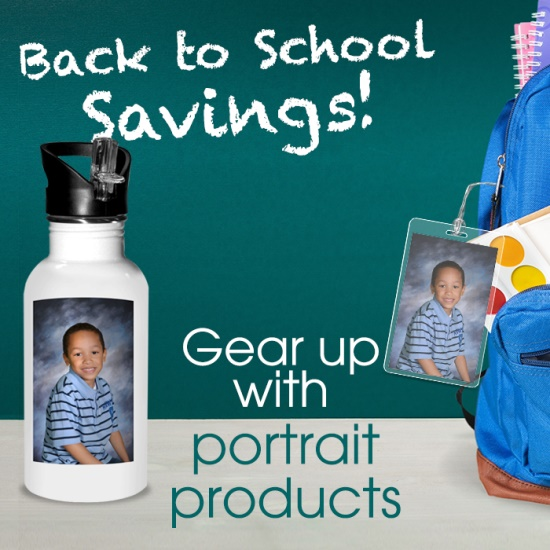 Back to School
Savings!
Gear up
with
portrait
products